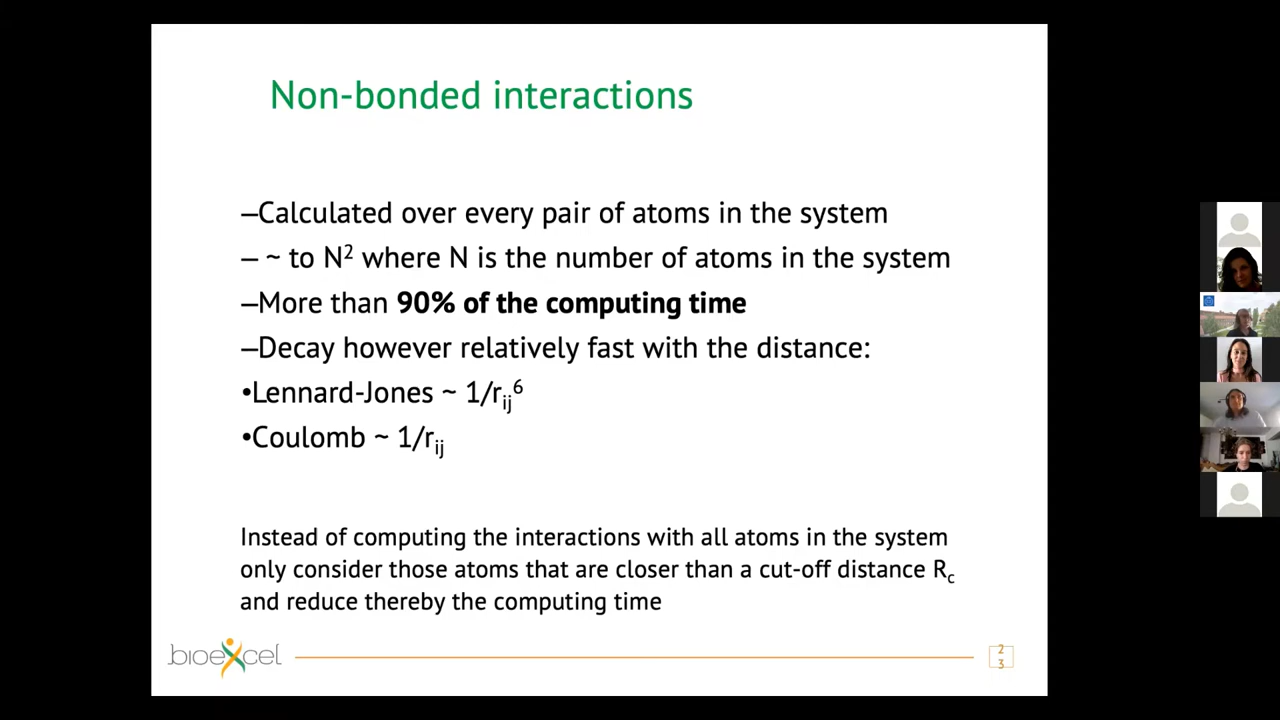 Non-bonded interactions
–Calculated over every pair of atoms in the system
– ~ to N² where N is the number of atoms in the system
–More than 90% of the computing time
–Decay however relatively fast with the distance:
•Lennard-Jones ~ 1/rᵢⱼ⁶
•Coulomb ~ 1/rᵢⱼ
Instead of computing the interactions with all atoms in the system
only consider those atoms that are closer than a cut-off distance R꜀
and reduce thereby the computing time
bioexcel
2
3